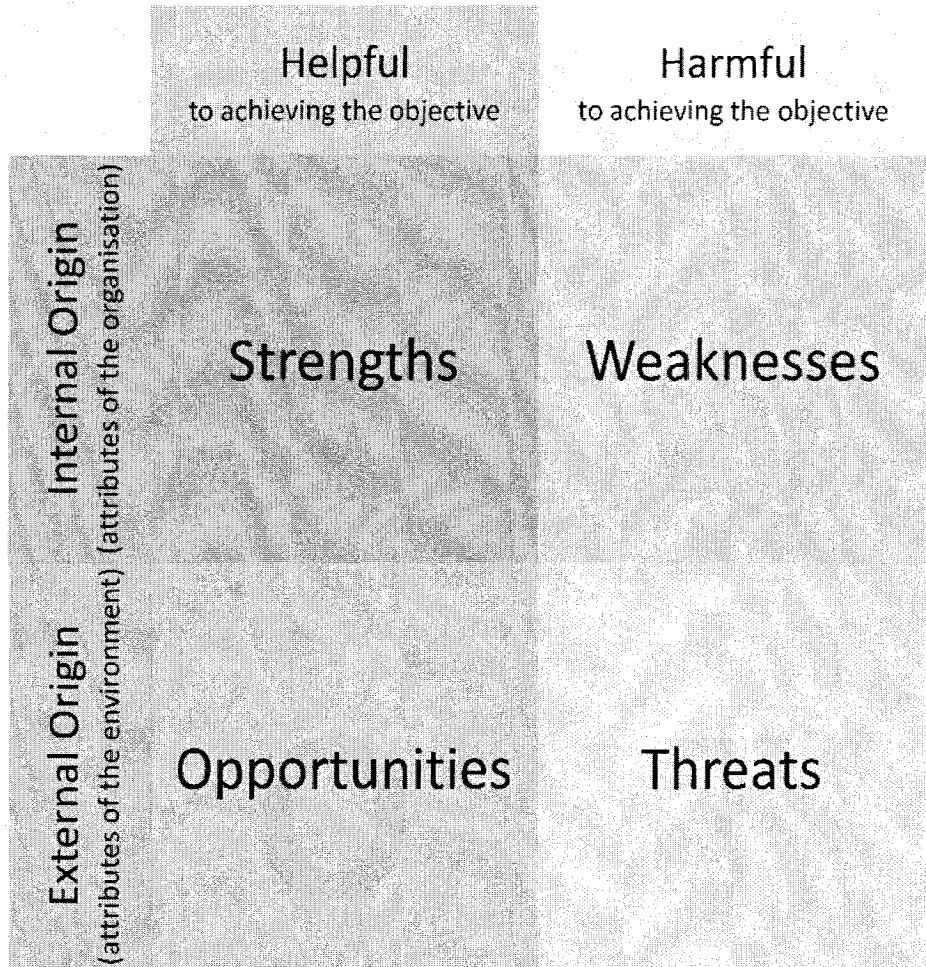 Helpful
to achieving the objective
Harmful
to achieving the objective
Internal Origin
(attributes of the organisation)
Strengths
Weaknesses
External Origin
(attributes of the environment)
Opportunities
Threats